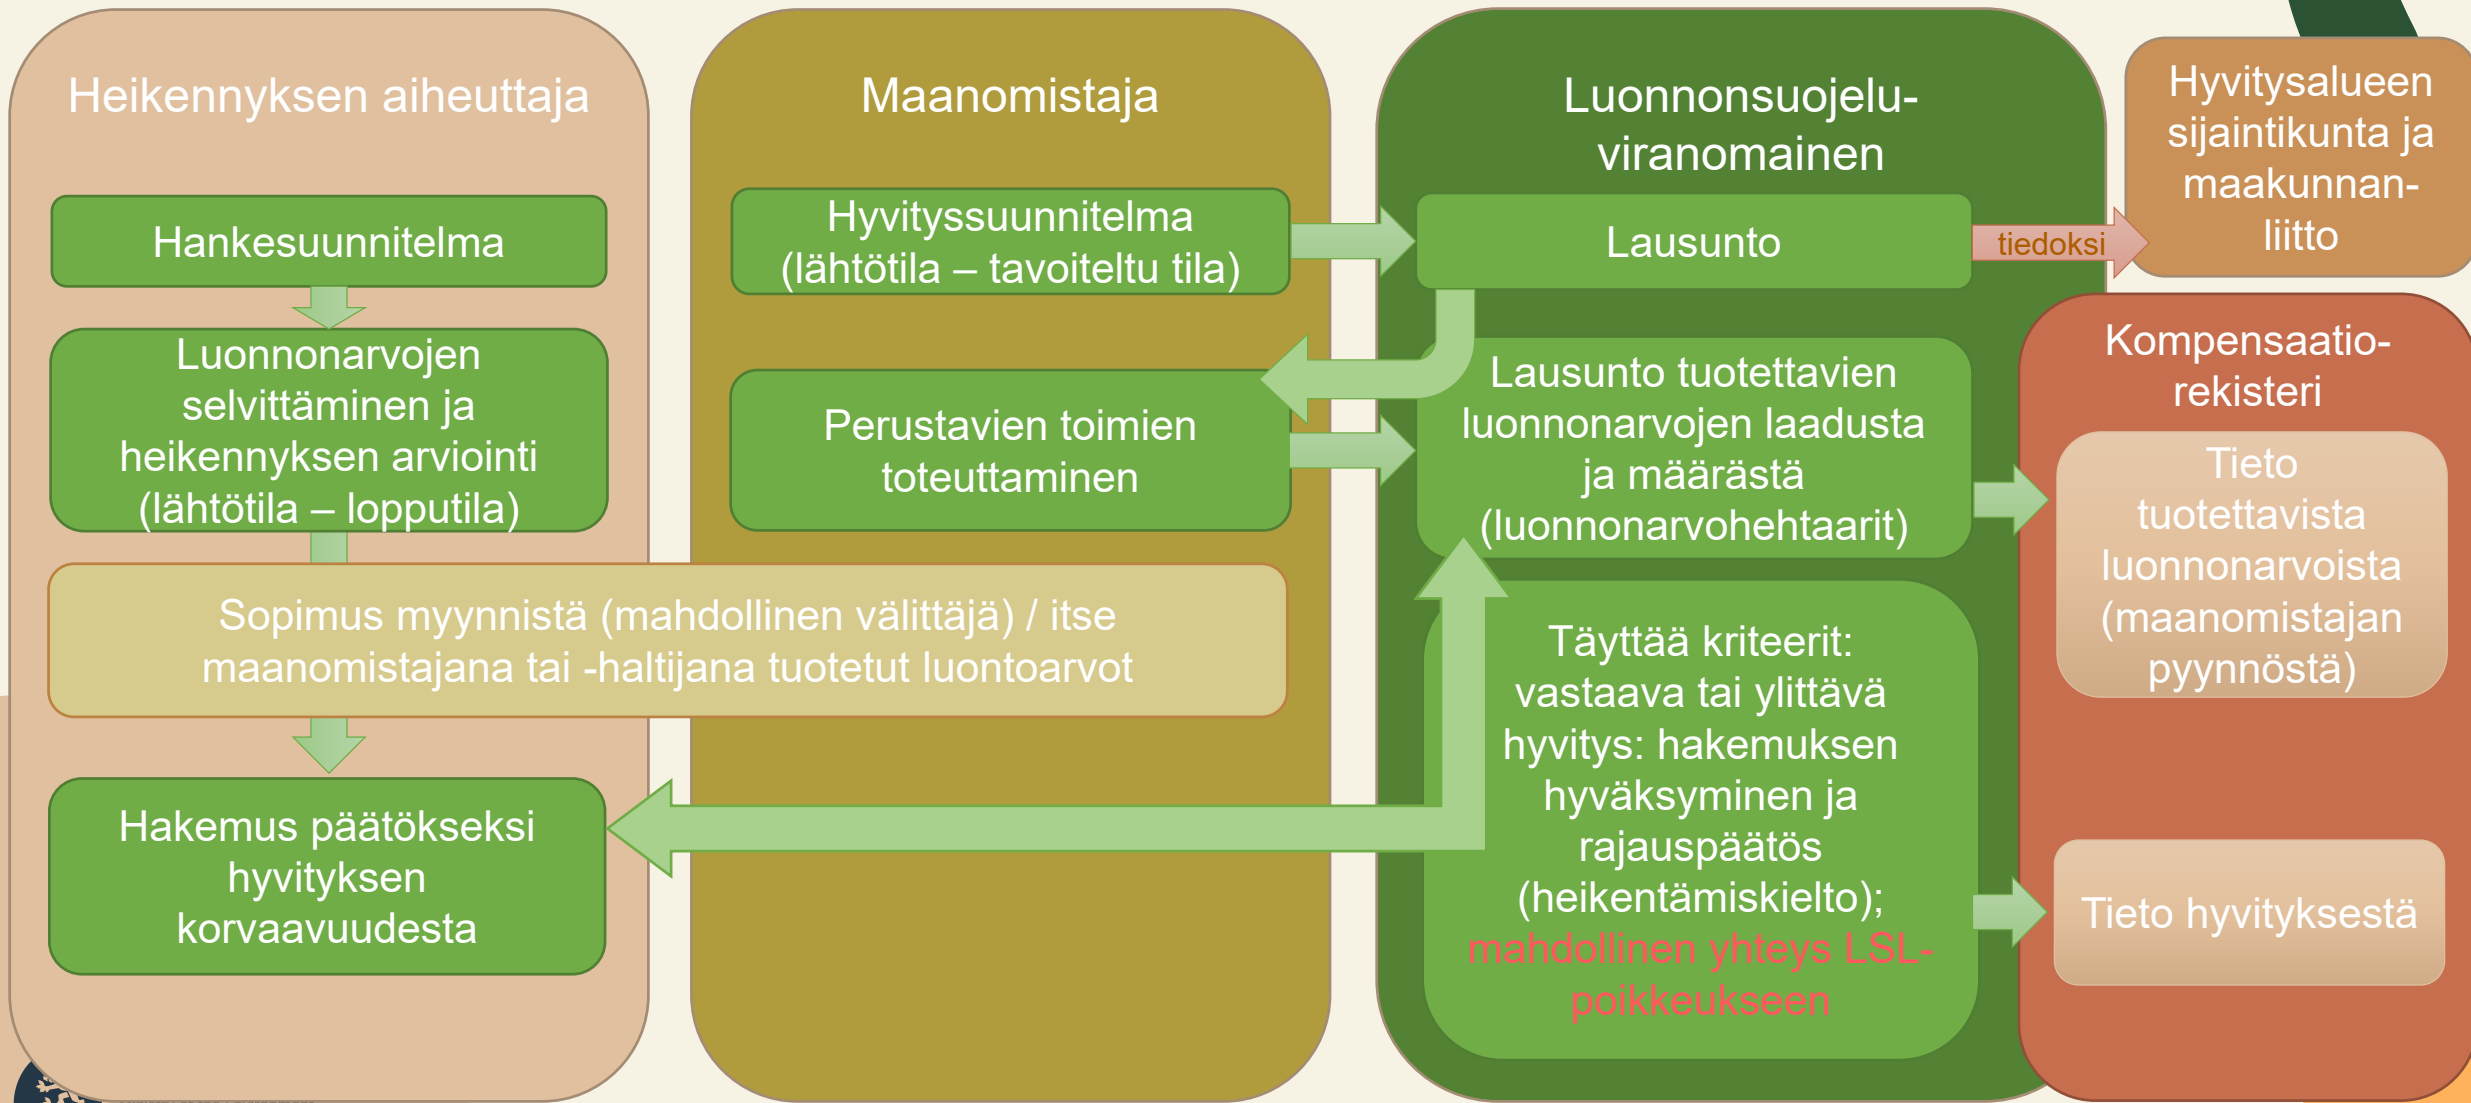 Heikennyksen aiheuttaja
Hankesuunnitelma
Luonnonarvojen
selvittäminen ja
heikennyksen arviointi
(lähtötila – lopputila)
Sopimus myynnistä (mahdollinen välittäjä) / itse
maanomistajana tai -haltijana tuotetut luontoarvot
Hakemus päätökseksi
hyvityksen
korvaavuudesta
Maanomistaja
Hyvityssuunnitelma
(lähtötila – tavoiteltu tila)
Perustavien toimien
toteuttaminen
Luonnonsuojelu-
viranomainen
Lausunto
Lausunto tuotettavien
luonnonarvojen laadusta
ja määrästä
(luonnonarvohehtaarit)
Täyttää kriteerit:
vastaava tai ylittävä
hyvitys: hakemuksen
hyväksyminen ja
rajauspäätös
(heikentämiskielto);
mahdollinen yhteys LSL-
poikkeukseen
tiedoksi
Hyvitysalueen
sijaintikunta ja
maakunnan-
liitto
Kompensaatio-
rekisteri
Tieto
tuotettavista
luonnonarvoista
(maanomistajan
pyynnöstä)
Tieto hyvityksestä